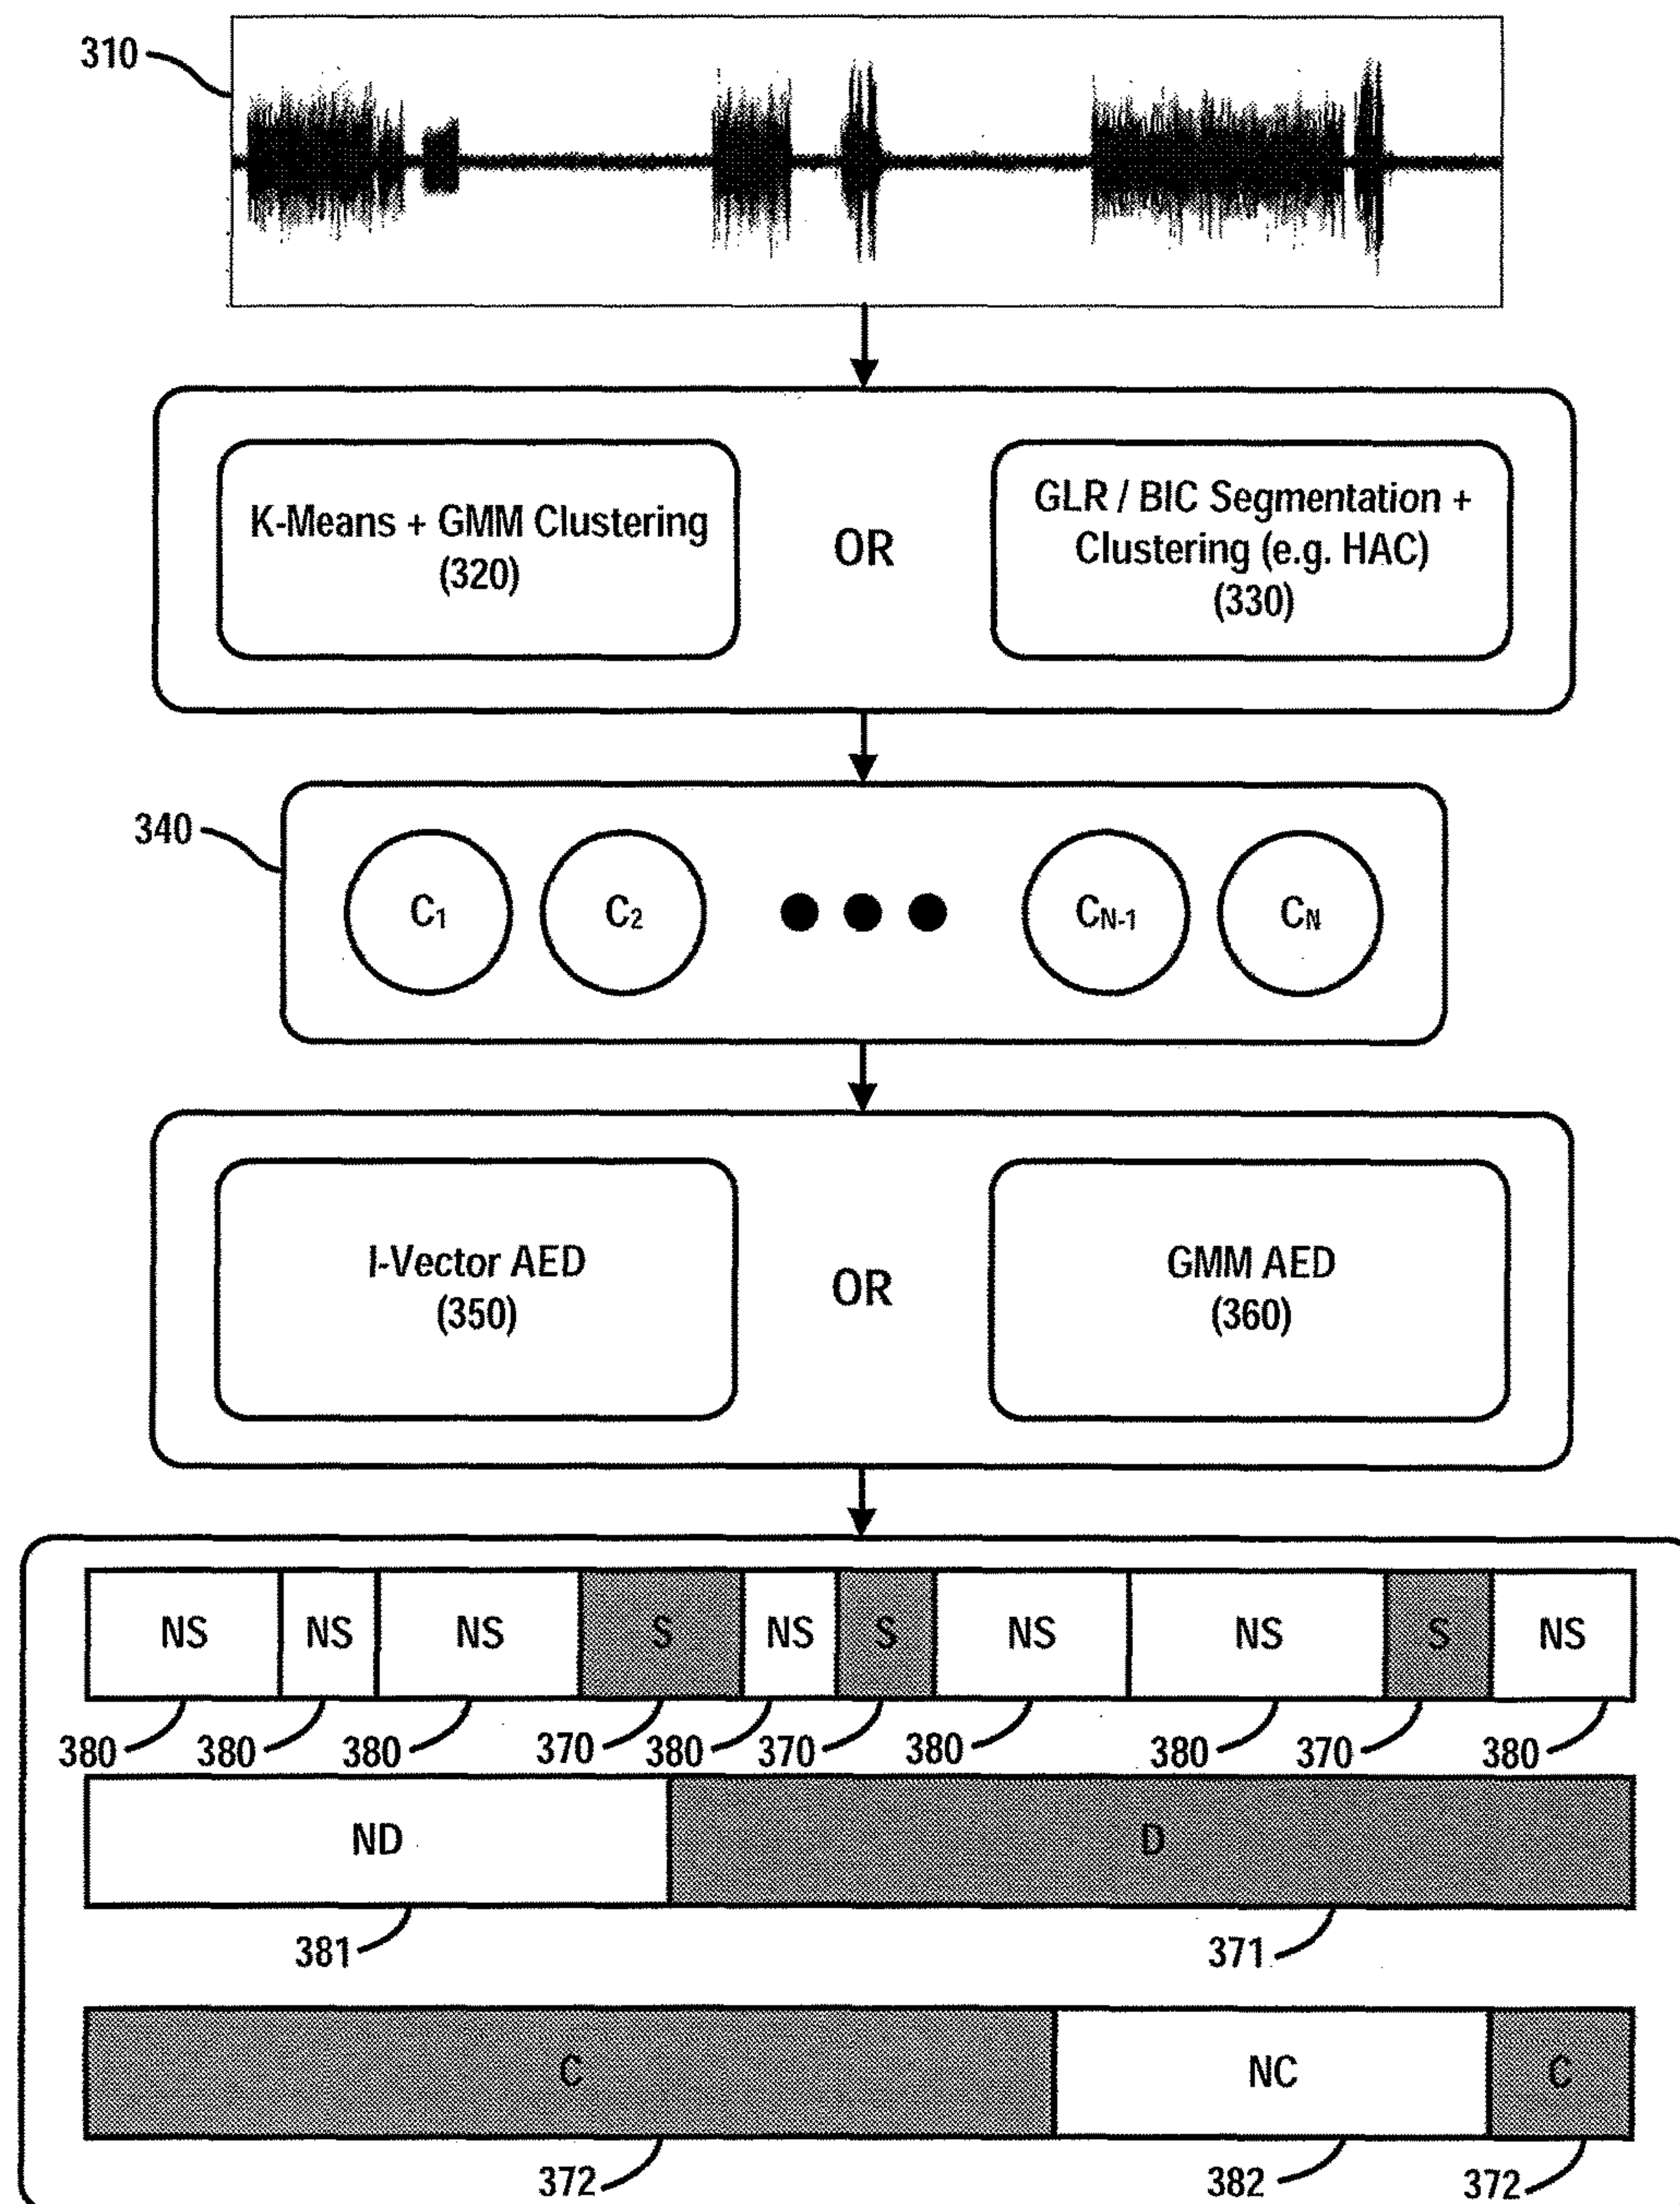 310
K-Means + GMM Clustering
(320)
OR
GLR / BIC Segmentation +
Clustering (e.g. HAC)
(330)
340
C1 C2 CN-1 CN
I-Vector AED
(350)
OR
GMM AED
(360)
NS NS NS S NS S NS NS S NS
380 380 380 370 380 370 380 380 370 380
ND D
381 371
C NC C
372 382 372